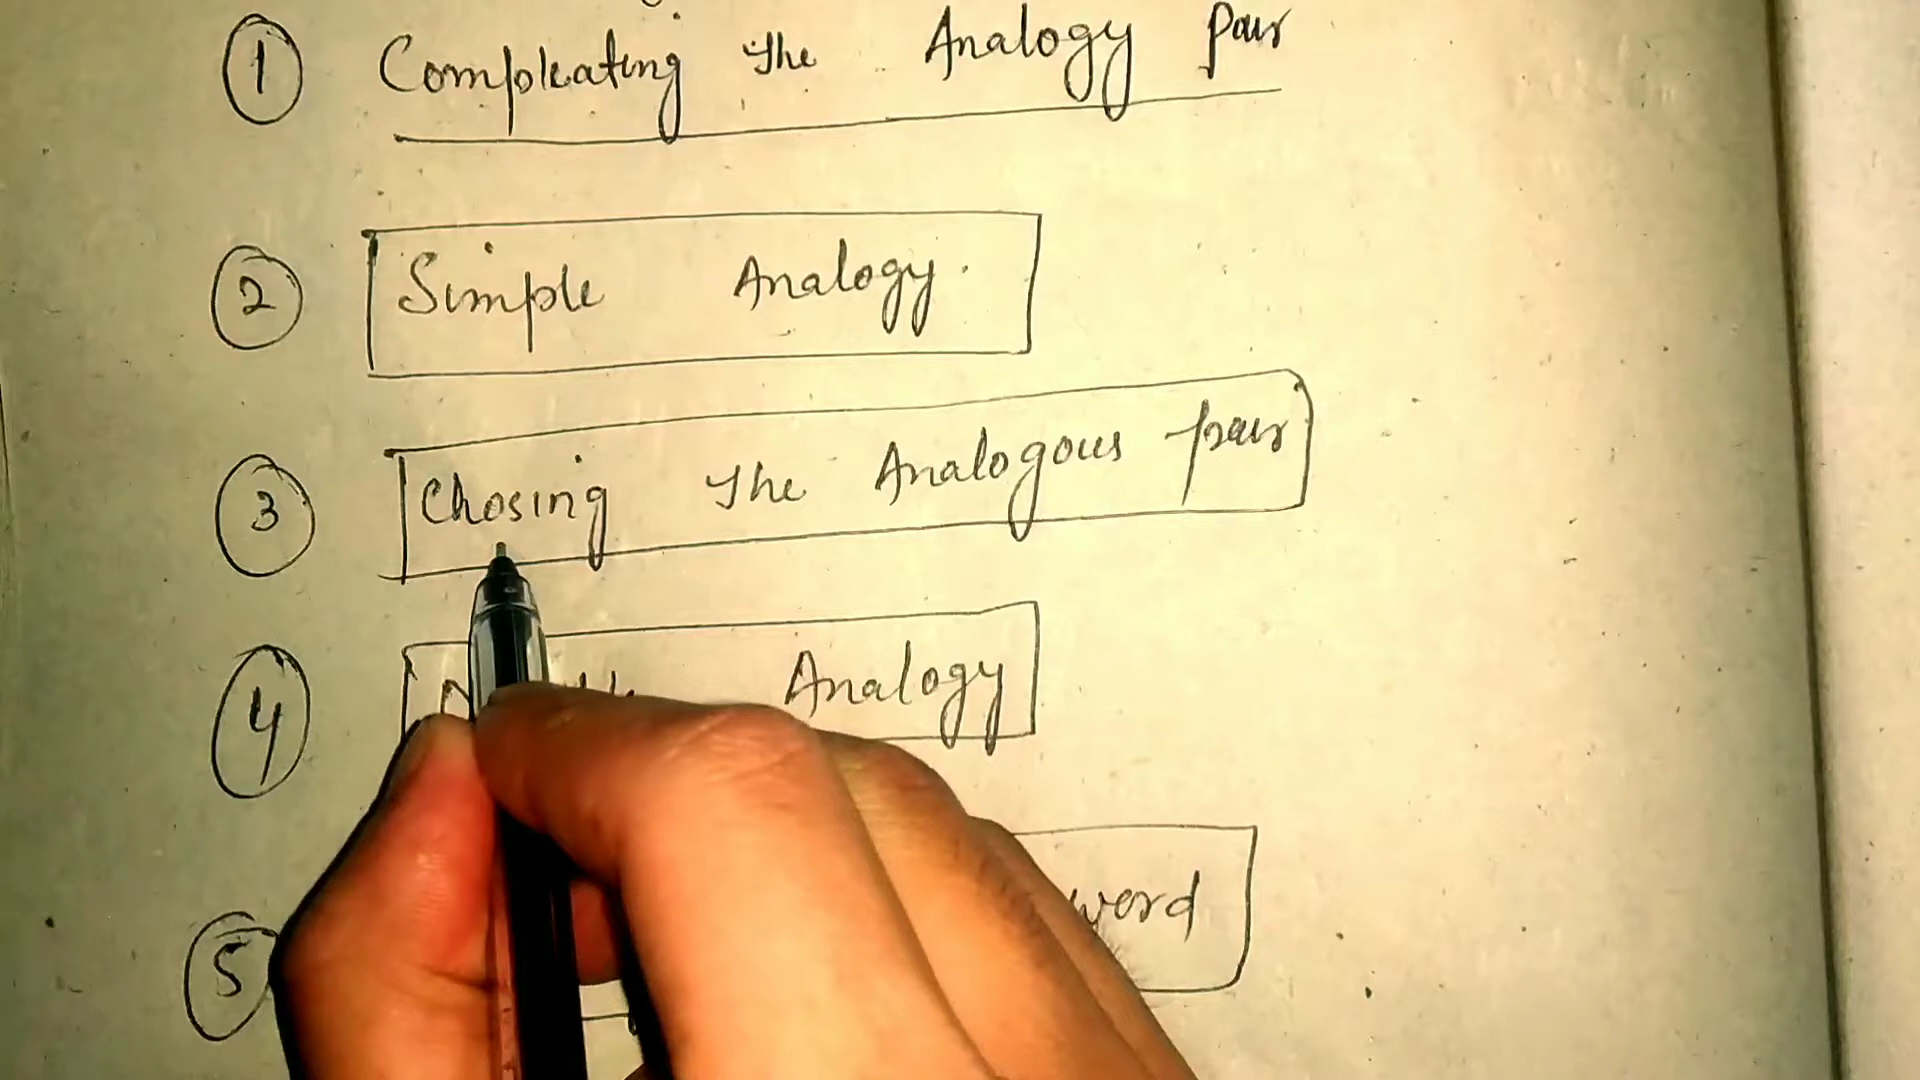 ① Compleating The Analogy pair
② Simple Analogy.
③ Chosing The Analogous pair
④ Analogy
⑤ word